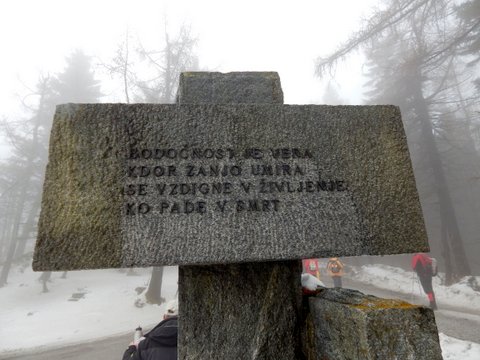 BODOČNOST JE VERA
KDOR ZANJO UMIRA
SE VZDIGNE V ŽIVLJENJE
KO PADE V SMRT